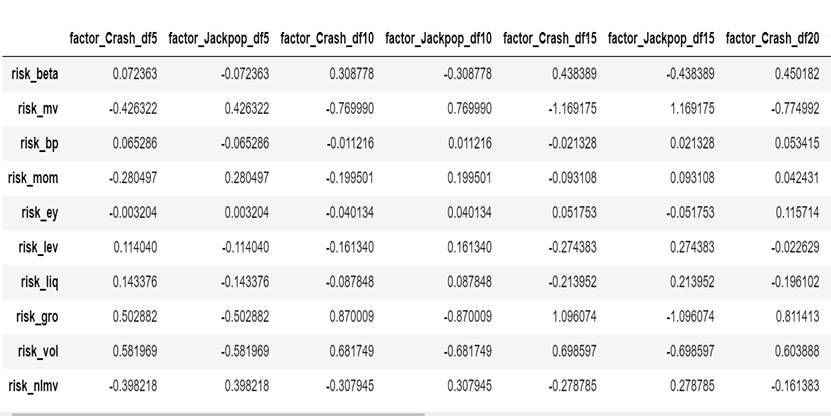 factor_Crash_df5 factor_Jackpop_df5 factor_Crash_df10 factor_Jackpop_df10 factor_Crash_df15 factor_Jackpop_df15 factor_Crash_df20
risk_beta 0.072363 -0.072363 0.308778 -0.308778 0.438389 -0.438389 0.450182
risk_mv -0.426322 0.426322 -0.769990 0.769990 -1.169175 1.169175 -0.774992
risk_bp 0.065286 -0.065286 -0.011216 0.011216 -0.021328 0.021328 0.053415
risk_mom -0.280497 0.280497 -0.199501 0.199501 -0.093108 0.093108 0.042431
risk_ey -0.003204 0.003204 -0.040134 0.040134 0.051753 -0.051753 0.115714
risk_lev 0.114040 -0.114040 -0.161340 0.161340 -0.274383 0.274383 -0.022629
risk_liq 0.143376 -0.143376 -0.087848 0.087848 -0.213952 0.213952 -0.196102
risk_gro 0.502882 -0.502882 0.870009 -0.870009 1.096074 -1.096074 0.811413
risk_vol 0.581969 -0.581969 0.681749 -0.681749 0.698597 -0.698597 0.603888
risk_nlmv -0.398218 0.398218 -0.307945 0.307945 -0.278785 0.278785 -0.161383